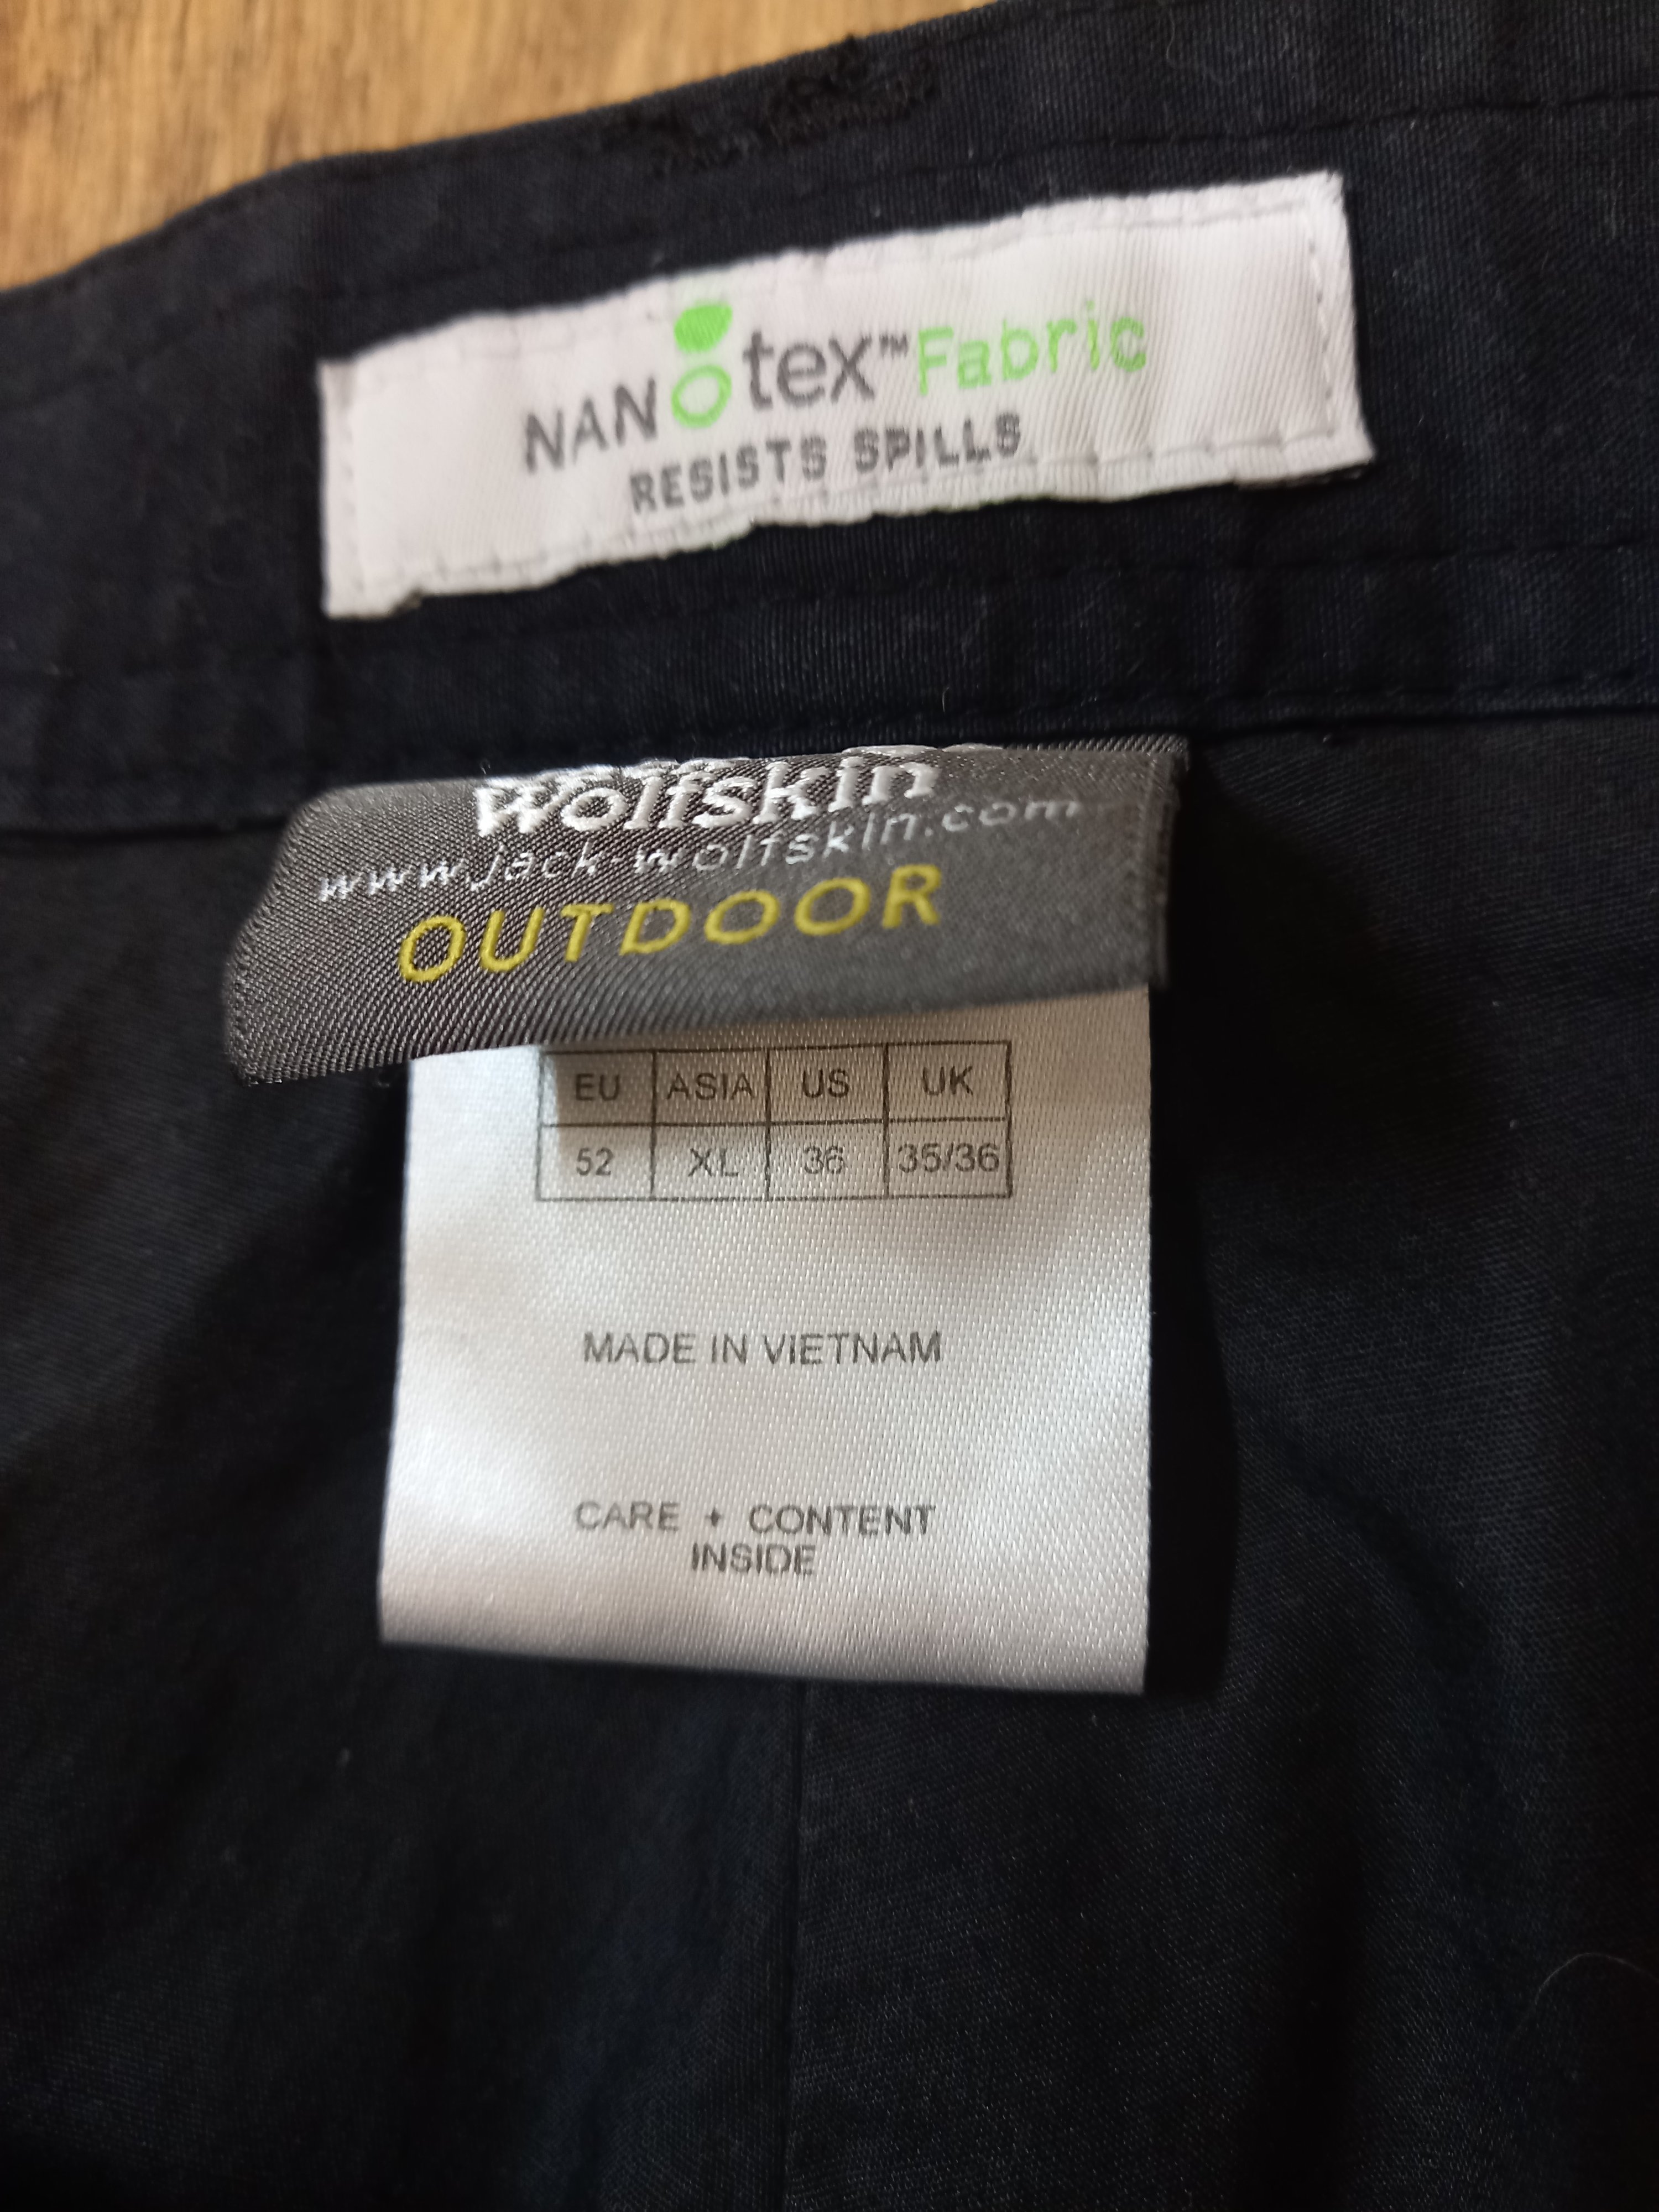 NANOtex™ Fabric
RESISTS SPILLS
Wolfskin
www.jack-wolfskin.com
OUTDOOR
EU ASIA US UK
52 XL 36 35/36
MADE IN VIETNAM
CARE + CONTENT
INSIDE